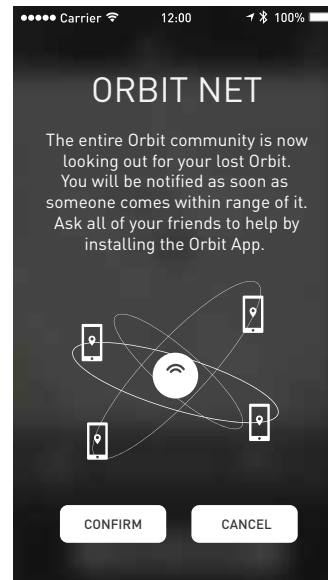 ●●●●● Carrier 12:00 100%
ORBIT NET
The entire Orbit community is now
looking out for your lost Orbit.
You will be notified as soon as
someone comes within range of it.
Ask all of your friends to help by
installing the Orbit App.
CONFIRM CANCEL